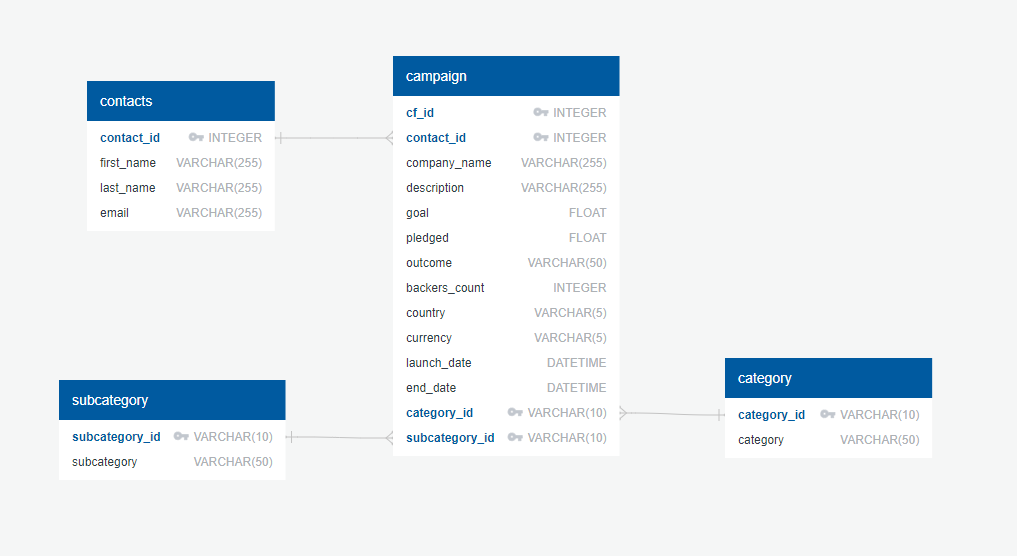 contacts
contact_id INTEGER
first_name VARCHAR(255)
last_name VARCHAR(255)
email VARCHAR(255)
campaign
cf_id INTEGER
contact_id INTEGER
company_name VARCHAR(255)
description VARCHAR(255)
goal FLOAT
pledged FLOAT
outcome VARCHAR(50)
backers_count INTEGER
country VARCHAR(5)
currency VARCHAR(5)
launch_date DATETIME
end_date DATETIME
category_id VARCHAR(10)
subcategory_id VARCHAR(10)
subcategory
subcategory_id VARCHAR(10)
subcategory VARCHAR(50)
category
category_id VARCHAR(10)
category VARCHAR(50)